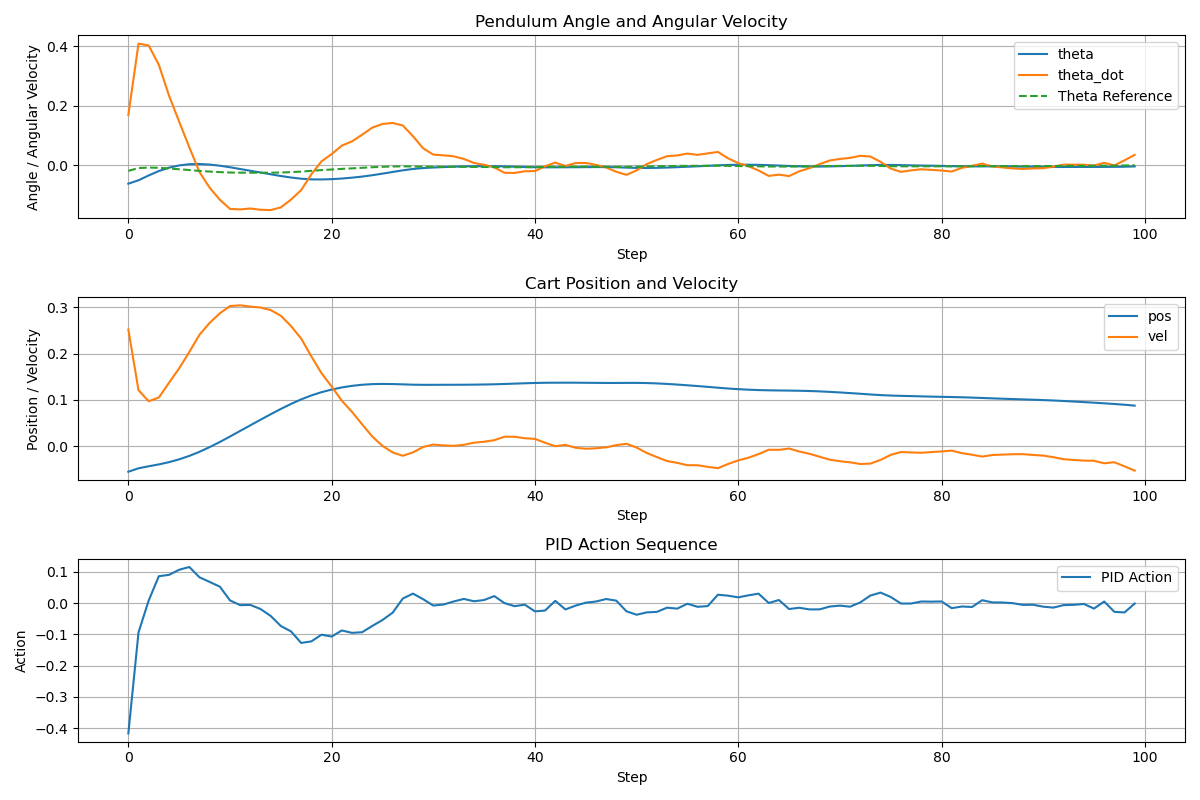 Pendulum Angle and Angular Velocity
Angle / Angular Velocity
0.4
0.2
0.0
theta
theta_dot
Theta Reference
0 20 40 60 80 100
Step
Cart Position and Velocity
Position / Velocity
0.3
0.2
0.1
0.0
pos
vel
0 20 40 60 80 100
Step
PID Action Sequence
Action
0.1
0.0
−0.1
−0.2
−0.3
−0.4
PID Action
0 20 40 60 80 100
Step